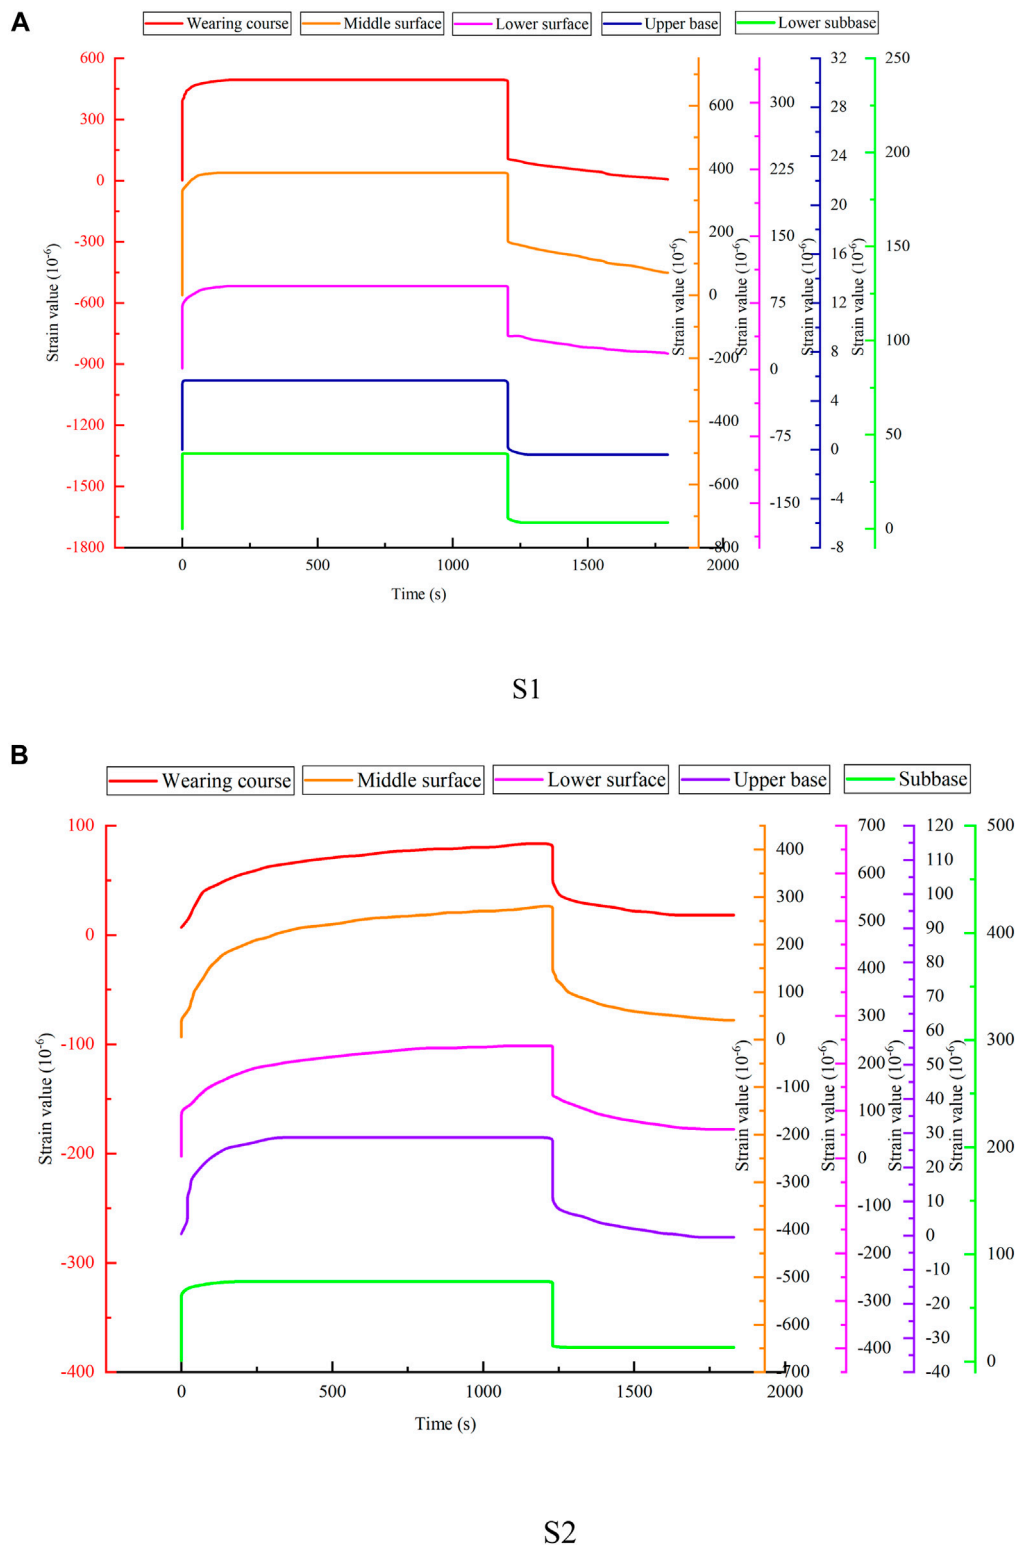 A
Wearing course Middle surface Lower surface Upper base Lower subbase
600 300 0 -300 -600 -900 -1200 -1500 -1800
Strain value (10-6)
600 400 200 0 -200 -400 -600 -800
Strain value (10-6)
300 225 150 75 0 -75 -150
Strain value (10-6)
32 28 24 20 16 12 8 4 0 -4 -8
Strain value (10-6)
250 200 150 100 50 0
Strain value (10-6)
0 500 1000 1500 2000
Time (s)
S1
B
Wearing course Middle surface Lower surface Upper base Subbase
100 0 -100 -200 -300 -400
Strain value (10-6)
400 300 200 100 0 -100 -200 -300 -400 -500 -600 -700
Strain value (10-6)
700 600 500 400 300 200 100 0 -100 -200 -300 -400
Strain value (10-6)
120 110 100 90 80 70 60 50 40 30 20 10 0 -10 -20 -30 -40
Strain value (10-6)
500 400 300 200 100 0
Strain value (10-6)
0 500 1000 1500 2000
Time (s)
S2